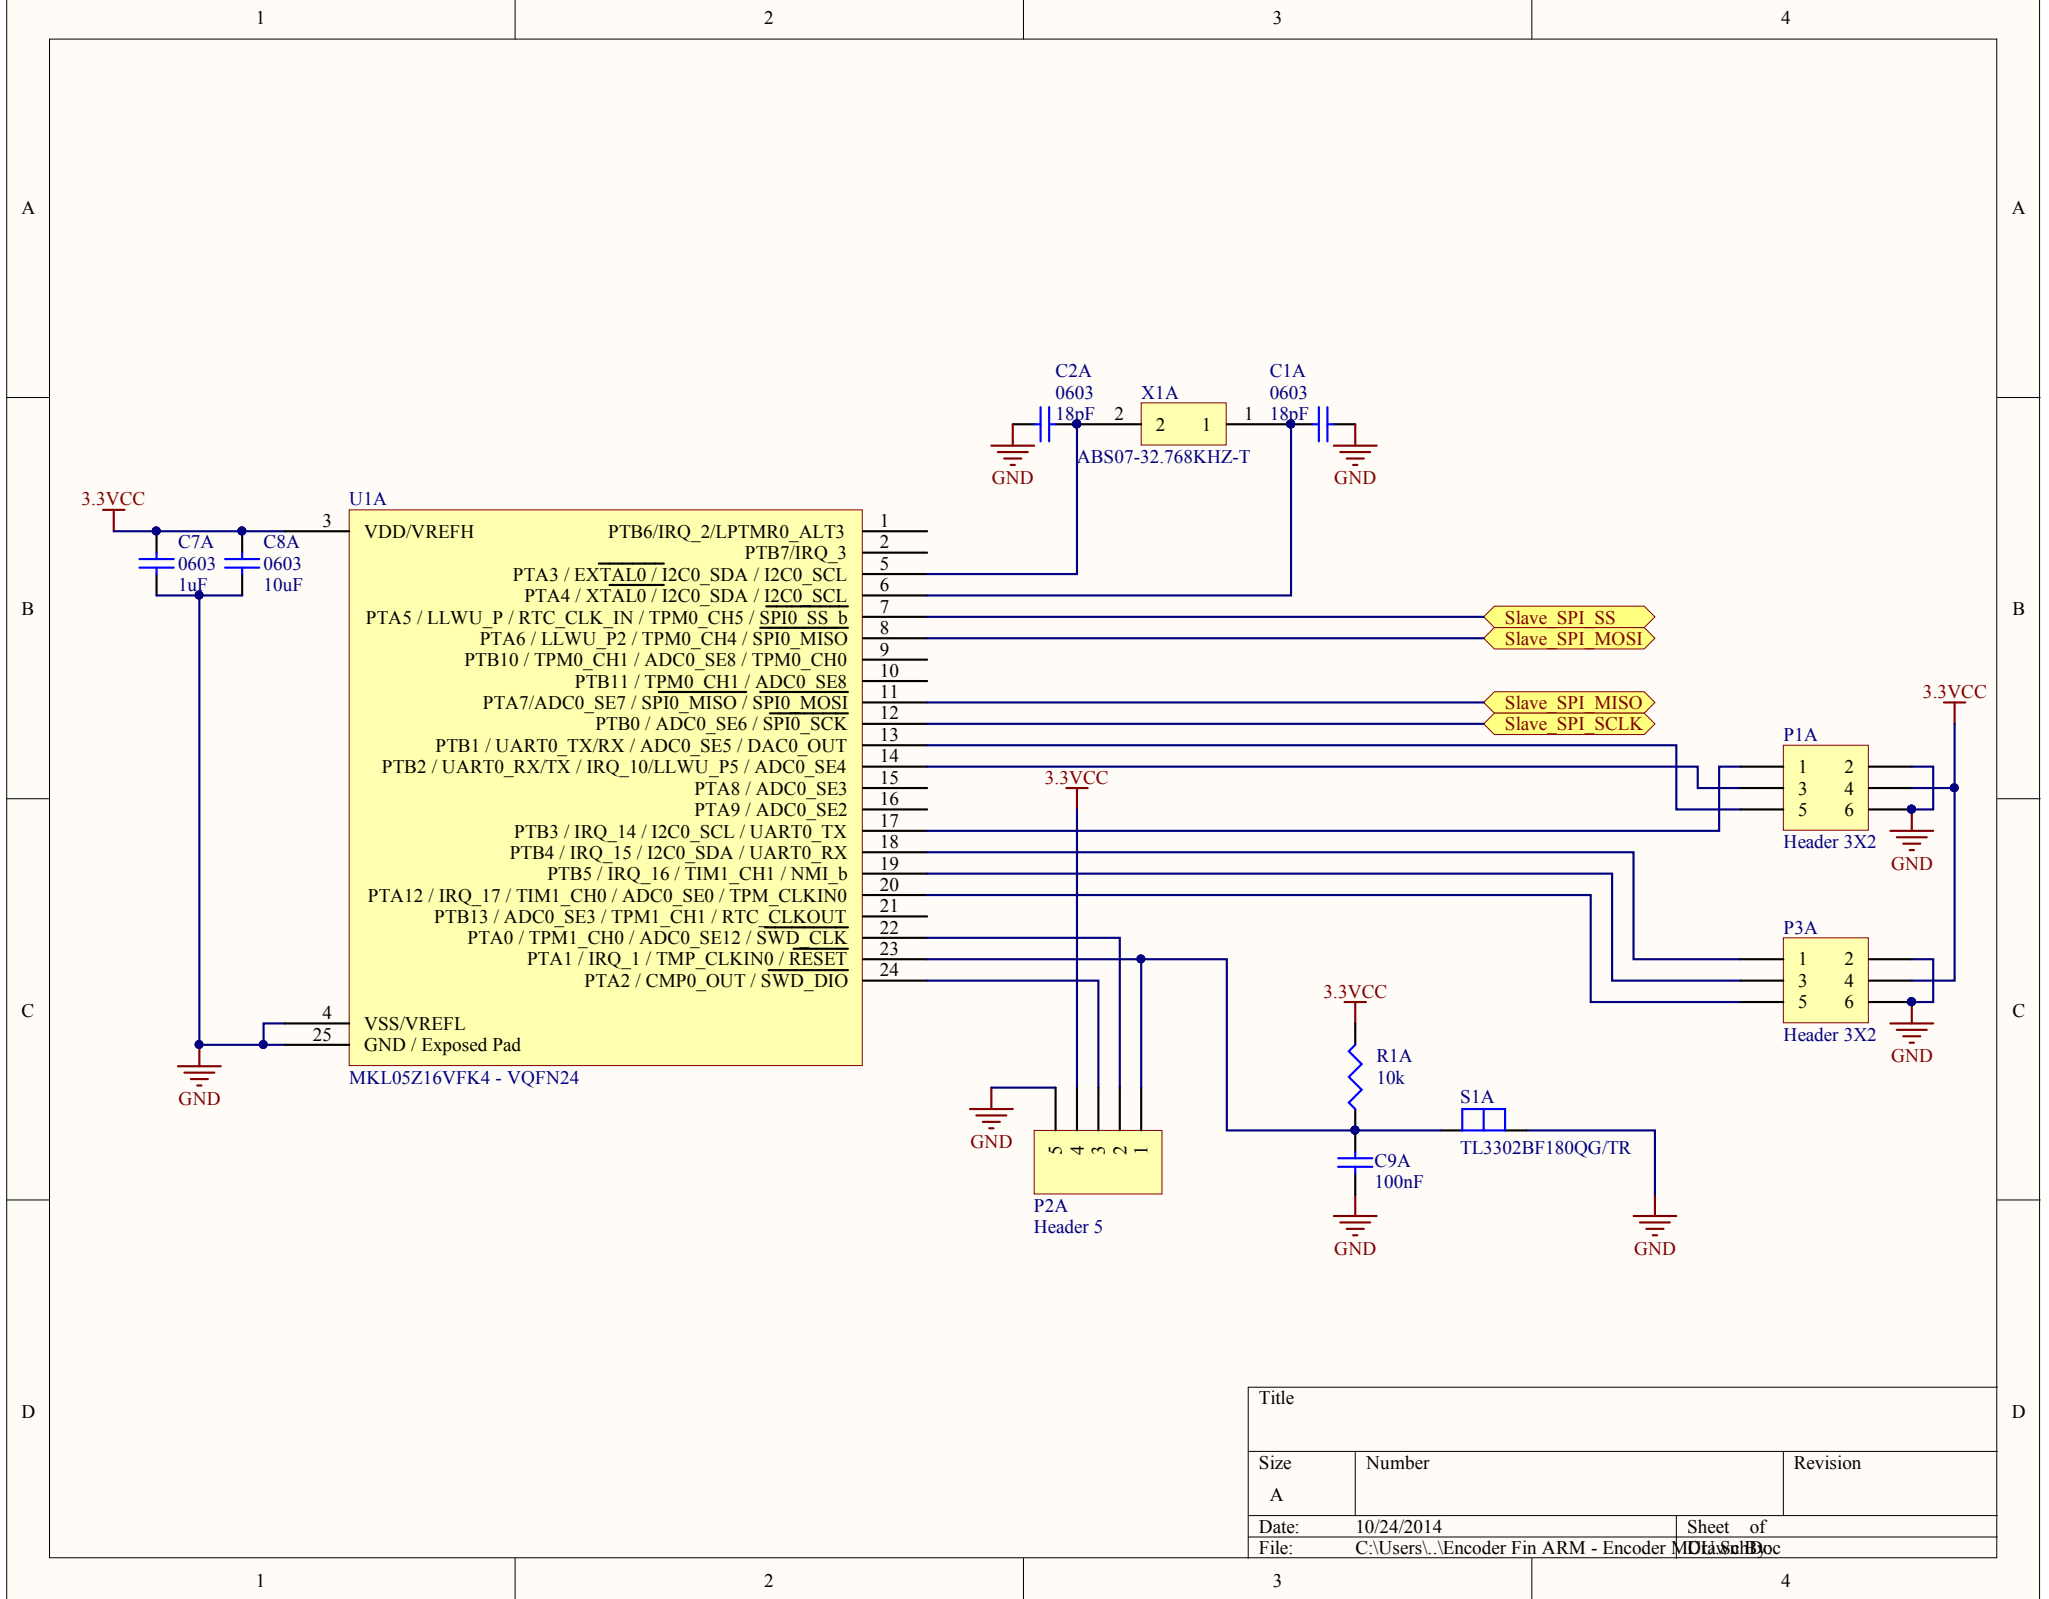 1 2 3 4
A A
C2A
0603
18pF
X1A
2 2 1 1
ABS07-32.768KHZ-T
C1A
0603
18pF
GND GND
3.3VCC
C7A
0603
1uF
C8A
0603
10uF
U1A
3 VDD/VREFH
PTB6/IRQ_2/LPTMR0_ALT3 1
PTB7/IRQ_3 2
PTA3 / EXTAL0 / I2C0_SDA / I2C0_SCL 5
PTA4 / XTAL0 / I2C0_SDA / I2C0_SCL 6
PTA5 / LLWU_P / RTC_CLK_IN / TPM0_CH5 / SPI0_SS_b 7
PTA6 / LLWU_P2 / TPM0_CH4 / SPI0_MISO 8
PTB10 / TPM0_CH1 / ADC0_SE8 / TPM0_CH0 9
PTB11 / TPM0_CH1 / ADC0_SE8 10
PTA7/ADC0_SE7 / SPI0_MISO / SPI0_MOSI 11
PTB0 / ADC0_SE6 / SPI0_SCK 12
PTB1 / UART0_TX/RX / ADC0_SE5 / DAC0_OUT 13
PTB2 / UART0_RX/TX / IRQ_10/LLWU_P5 / ADC0_SE4 14
PTA8 / ADC0_SE3 15
PTA9 / ADC0_SE2 16
PTB3 / IRQ_14 / I2C0_SCL / UART0_TX 17
PTB4 / IRQ_15 / I2C0_SDA / UART0_RX 18
PTB5 / IRQ_16 / TIM1_CH1 / NMI_b 19
PTA12 / IRQ_17 / TIM1_CH0 / ADC0_SE0 / TPM_CLKIN0 20
PTB13 / ADC0_SE3 / TPM1_CH1 / RTC_CLKOUT 21
PTA0 / TPM1_CH0 / ADC0_SE12 / SWD_CLK 22
PTA1 / IRQ_1 / TMP_CLKIN0 / RESET 23
PTA2 / CMP0_OUT / SWD_DIO 24
4 VSS/VREFL
25 GND / Exposed Pad
MKL05Z16VFK4 - VQFN24
GND
B B
Slave_SPI_SS
Slave_SPI_MOSI
Slave_SPI_MISO
Slave_SPI_SCLK
3.3VCC
3.3VCC
P1A
1 2
3 4
5 6
Header 3X2
GND
P3A
1 2
3 4
5 6
Header 3X2
GND
C C
3.3VCC
R1A
10k
S1A
TL3302BF180QG/TR
C9A
100nF
GND GND
GND
5 4 3 2 1
P2A
Header 5
D D
Title
Size Number Revision
A
Date: 10/24/2014 Sheet of
File: C:\Users\..\Encoder Fin ARM - Encoder MCU.SchDoc Drawn By:
1 2 3 4